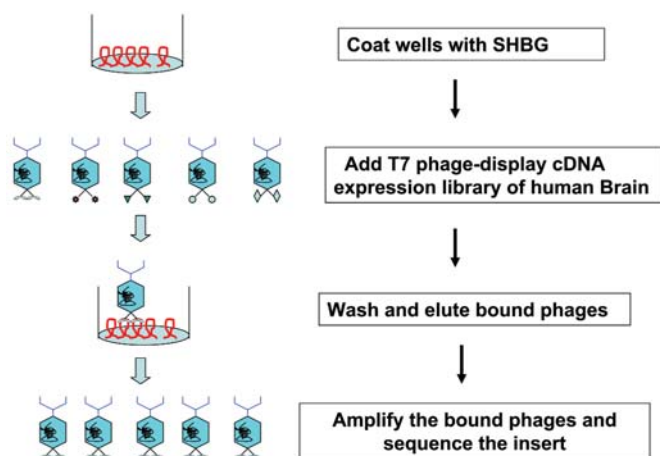 Coat wells with SHBG
Add T7 phage-display cDNA
expression library of human Brain
Wash and elute bound phages
Amplify the bound phages and
sequence the insert